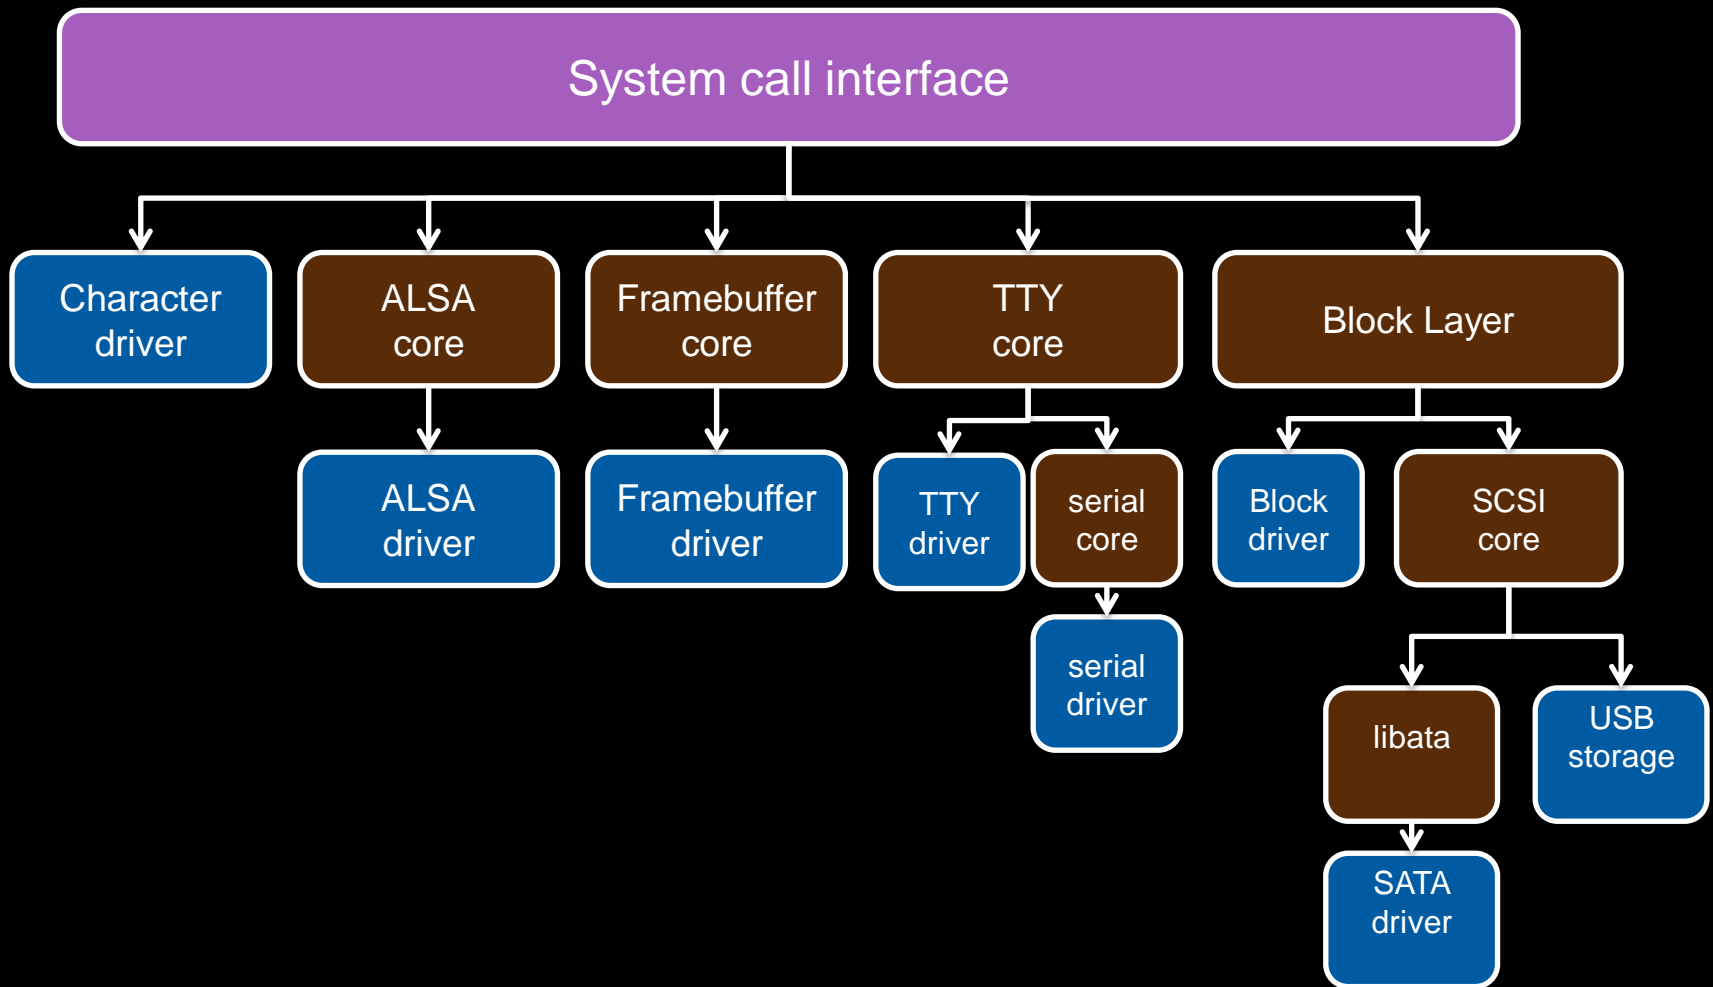 System call interface
Character
driver
ALSA
core
Framebuffer
core
TTY
core
Block Layer
ALSA
driver
Framebuffer
driver
TTY
driver
serial
core
Block
driver
SCSI
core
serial
driver
libata
USB
storage
SATA
driver